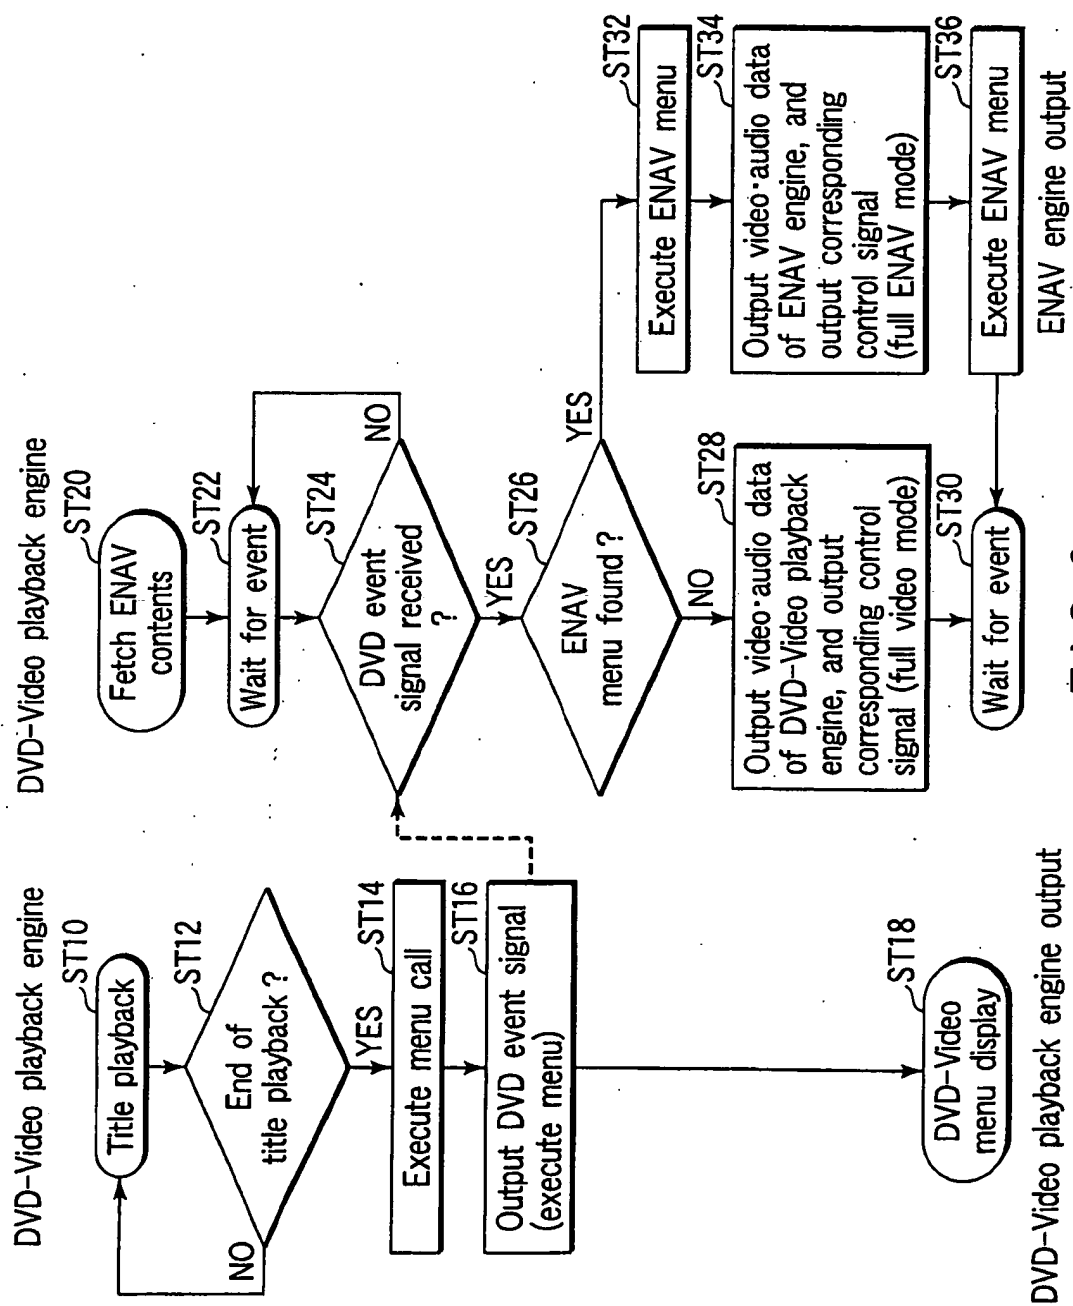 DVD-Video playback engine
ST10
Title playback
ST12
End of
title playback?
NO
YES
ST14
Execute menu call
ST16
Output DVD event signal
(execute menu)
ST18
DVD-Video
menu display
DVD-Video playback engine output
DVD-Video playback engine
ST20
Fetch ENAV
contents
ST22
Wait for event
ST24
DVD event
signal received
?
NO
YES
ST26
ENAV
menu found?
YES
NO
ST28
Output video·audio data
of DVD-Video playback
engine, and output
corresponding control
signal (full video mode)
ST30
Wait for event
ST32
Execute ENAV menu
ST34
Output video·audio data
of ENAV engine, and
output corresponding
control signal
(full ENAV mode)
ST36
Execute ENAV menu
ENAV engine output